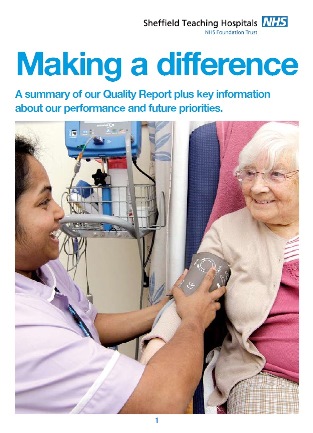 Sheffield Teaching Hospitals NHS
NHS Foundation Trust
Making a difference
A summary of our Quality Report plus key information
about our performance and future priorities.
1